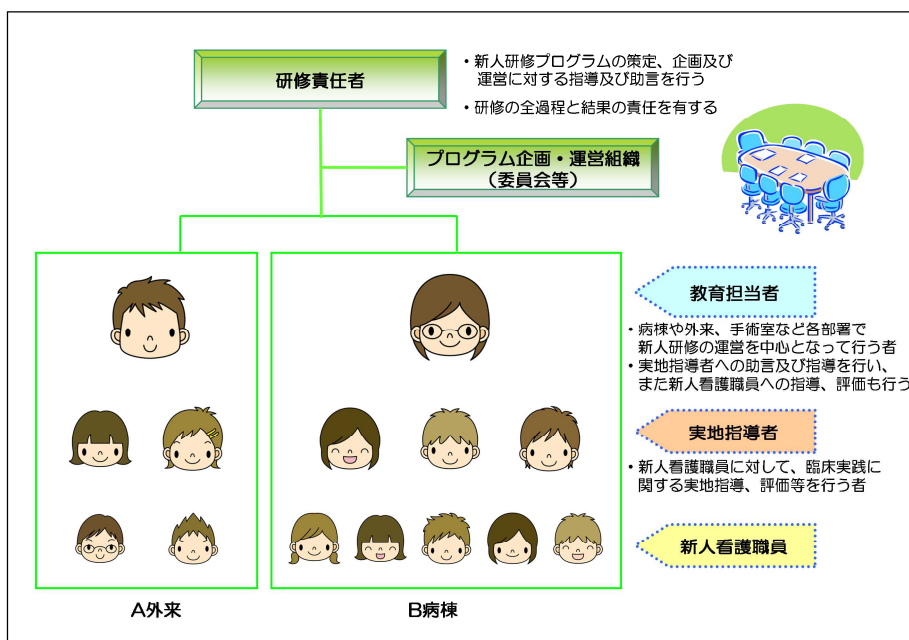 研修責任者
・新人研修プログラムの策定、企画及び
運営に対する指導及び助言を行う
・研修の全過程と結果の責任を有する
プログラム企画・運営組織
(委員会等)
教育担当者
・病棟や外来、手術室など各部署で
新人研修の運営を中心となって行う者
・実地指導者への助言及び指導を行い、
また新人看護職員への指導、評価も行う
実地指導者
・新人看護職員に対して、臨床実践に
関する実地指導、評価等を行う者
新人看護職員
A外来
B病棟